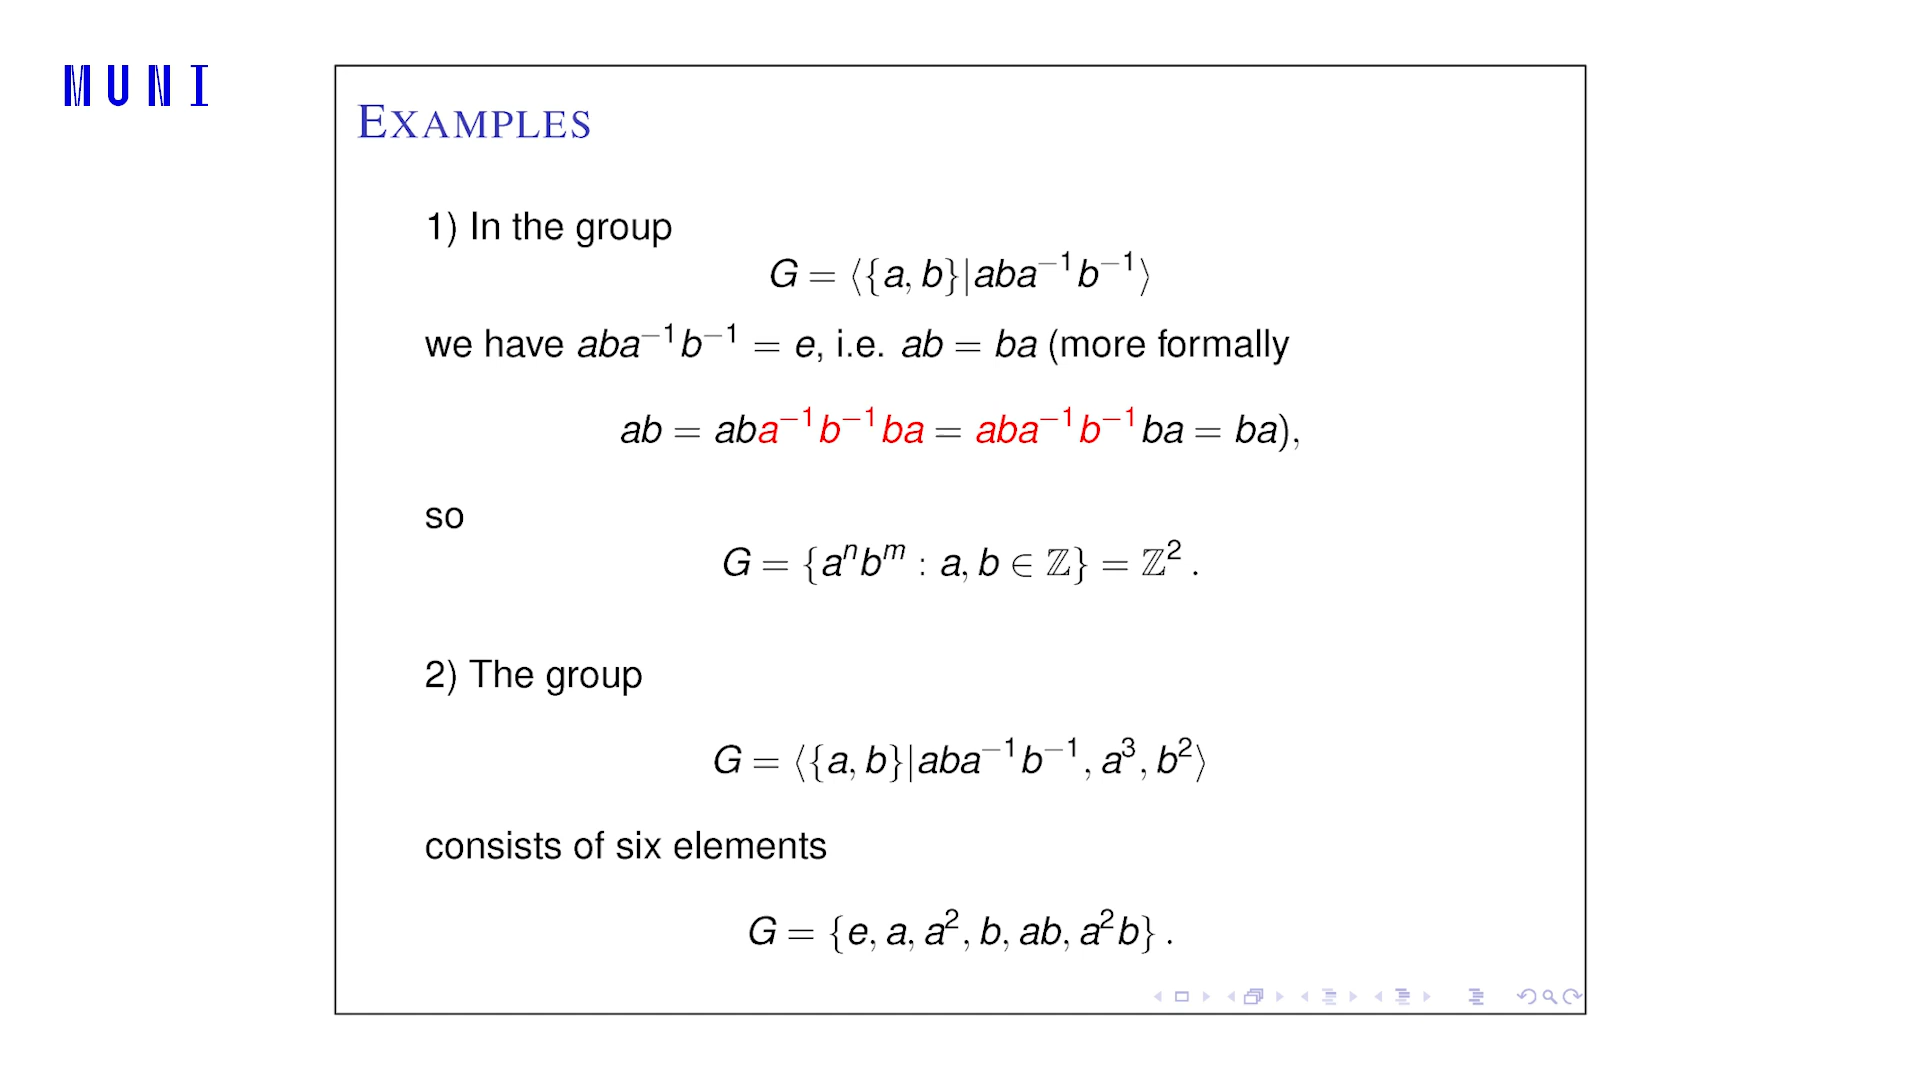 MUNI
EXAMPLES
1) In the group
G = ⟨{a, b}|aba⁻¹b⁻¹⟩
we have aba⁻¹b⁻¹ = e, i.e. ab = ba (more formally
ab = aba⁻¹b⁻¹ba = aba⁻¹b⁻¹ba = ba),
so
G = {aⁿbᵐ : a, b ∈ ℤ} = ℤ² .
2) The group
G = ⟨{a, b}|aba⁻¹b⁻¹, a³, b²⟩
consists of six elements
G = {e, a, a², b, ab, a²b} .